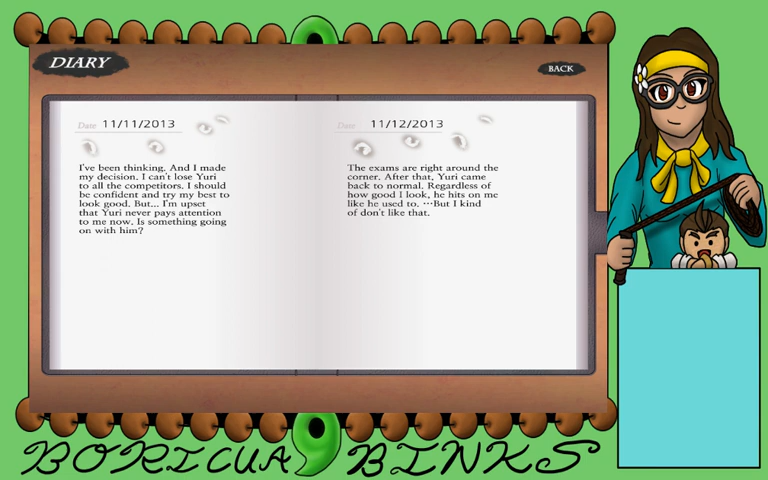 DIARY
BACK
Date 11/11/2013
I've been thinking. And I made
my decision. I can't lose Yuri
to all the competitors. I should
be confident and try my best to
look good. But... I'm upset
that Yuri never pays attention
to me now. Is something going
on with him?
Date 11/12/2013
The exams are right around the
corner. After that, Yuri came
back to normal. Regardless of
how good I look, he hits on me
like he used to. ···But I kind
of don't like that.
BORICUA BINKS